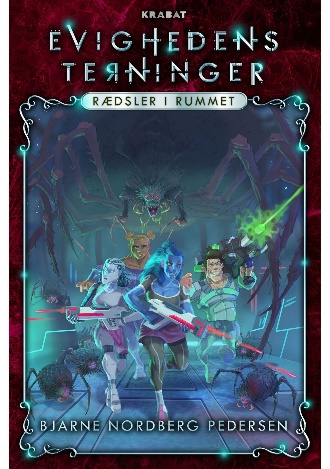 KRABAT
EVIGHEDENS
TERNINGER
RÆDSLER I RUMMET
BJARNE NORDBERG PEDERSEN